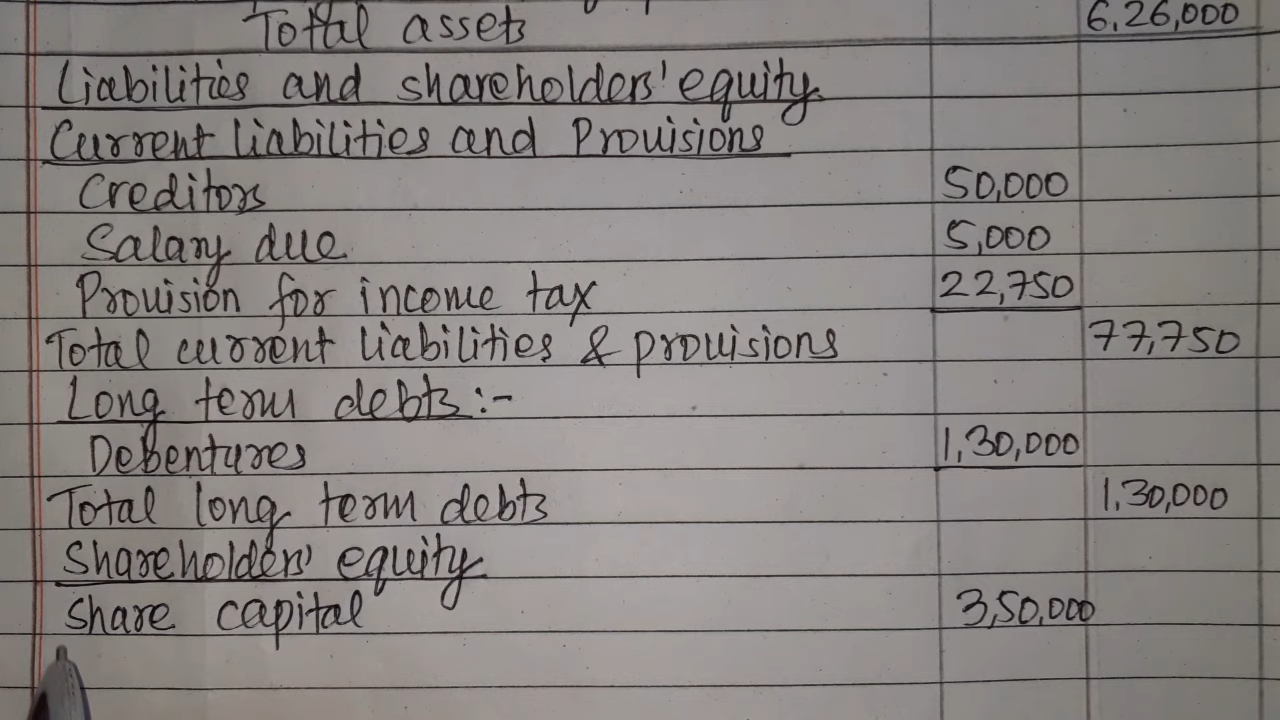 Total assets 6,26,000
Liabilities and shareholders' equity
Current liabilities and Provisions
Creditors 50,000
Salary due 5,000
Provision for income tax 22,750
Total current liabilities & provisions 77,750
Long term debts:-
Debentures 1,30,000
Total long term debts 1,30,000
Shareholders' equity
Share capital 3,50,000